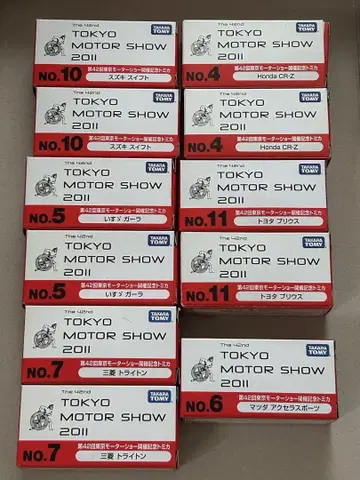 The 42nd
TOKYO
MOTOR SHOW
2011
TAKARA TOMY
NO.10
第42回東京モーターショー開催記念トミカ
スズキ スイフト
The 42nd
TOKYO
MOTOR SHOW
2011
TAKARA TOMY
NO.10
第42回東京モーターショー開催記念トミカ
スズキ スイフト
The 42nd
TOKYO
MOTOR SHOW
2011
TAKARA TOMY
NO.5
第42回東京モーターショー開催記念トミカ
いすゞ ガーラ
The 42nd
TOKYO
MOTOR SHOW
2011
TAKARA TOMY
NO.5
第42回東京モーターショー開催記念トミカ
いすゞ ガーラ
The 42nd
TOKYO
MOTOR SHOW
2011
TAKARA TOMY
NO.7
第42回東京モーターショー開催記念トミカ
三菱 トライトン
The 42nd
TOKYO
MOTOR SHOW
2011
TAKARA TOMY
NO.7
第42回東京モーターショー開催記念トミカ
三菱 トライトン
The 42nd
TOKYO
MOTOR SHOW
2011
TAKARA TOMY
NO.4
第42回東京モーターショー開催記念トミカ
Honda CR-Z
The 42nd
TOKYO
MOTOR SHOW
2011
TAKARA TOMY
NO.4
第42回東京モーターショー開催記念トミカ
Honda CR-Z
The 42nd
TOKYO
MOTOR SHOW
2011
TAKARA TOMY
NO.11
第42回東京モーターショー開催記念トミカ
トヨタ プリウス
The 42nd
TOKYO
MOTOR SHOW
2011
TAKARA TOMY
NO.11
第42回東京モーターショー開催記念トミカ
トヨタ プリウス
The 42nd
TOKYO
MOTOR SHOW
2011
TAKARA TOMY
NO.6
第42回東京モーターショー開催記念トミカ
マツダ アクセラスポーツ